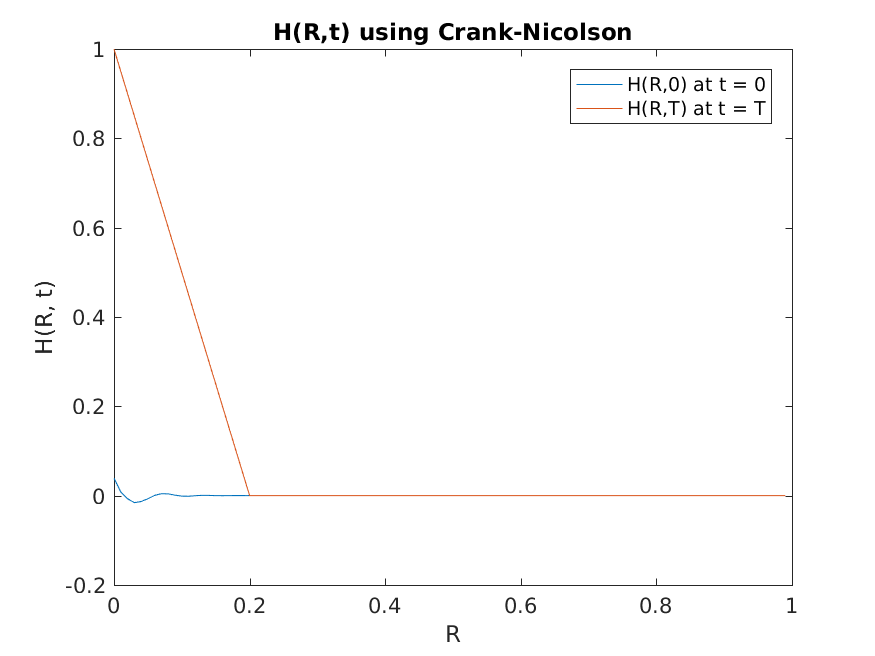 H(R,t) using Crank-Nicolson
H(R,0) at t = 0
H(R,T) at t = T
H(R, t)
1
0.8
0.6
0.4
0.2
0
-0.2
0 0.2 0.4 0.6 0.8 1
R